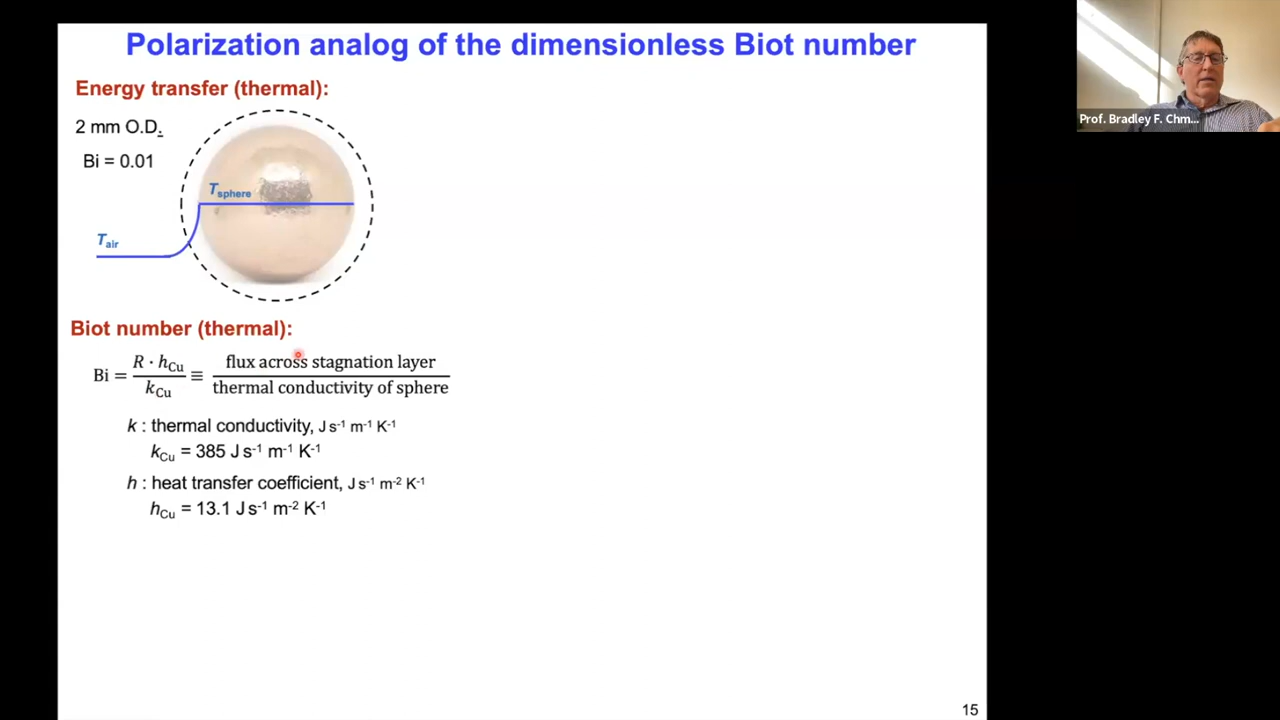 Polarization analog of the dimensionless Biot number
Energy transfer (thermal):
2 mm O.D.
Bi = 0.01
Tsphere
Tair
Biot number (thermal):
Bi = R · hCu / kCu ≡ flux across stagnation layer / thermal conductivity of sphere
k : thermal conductivity, J s-1 m-1 K-1
kCu = 385 J s-1 m-1 K-1
h : heat transfer coefficient, J s-1 m-2 K-1
hCu = 13.1 J s-1 m-2 K-1
15
Prof. Bradley F. Chm...